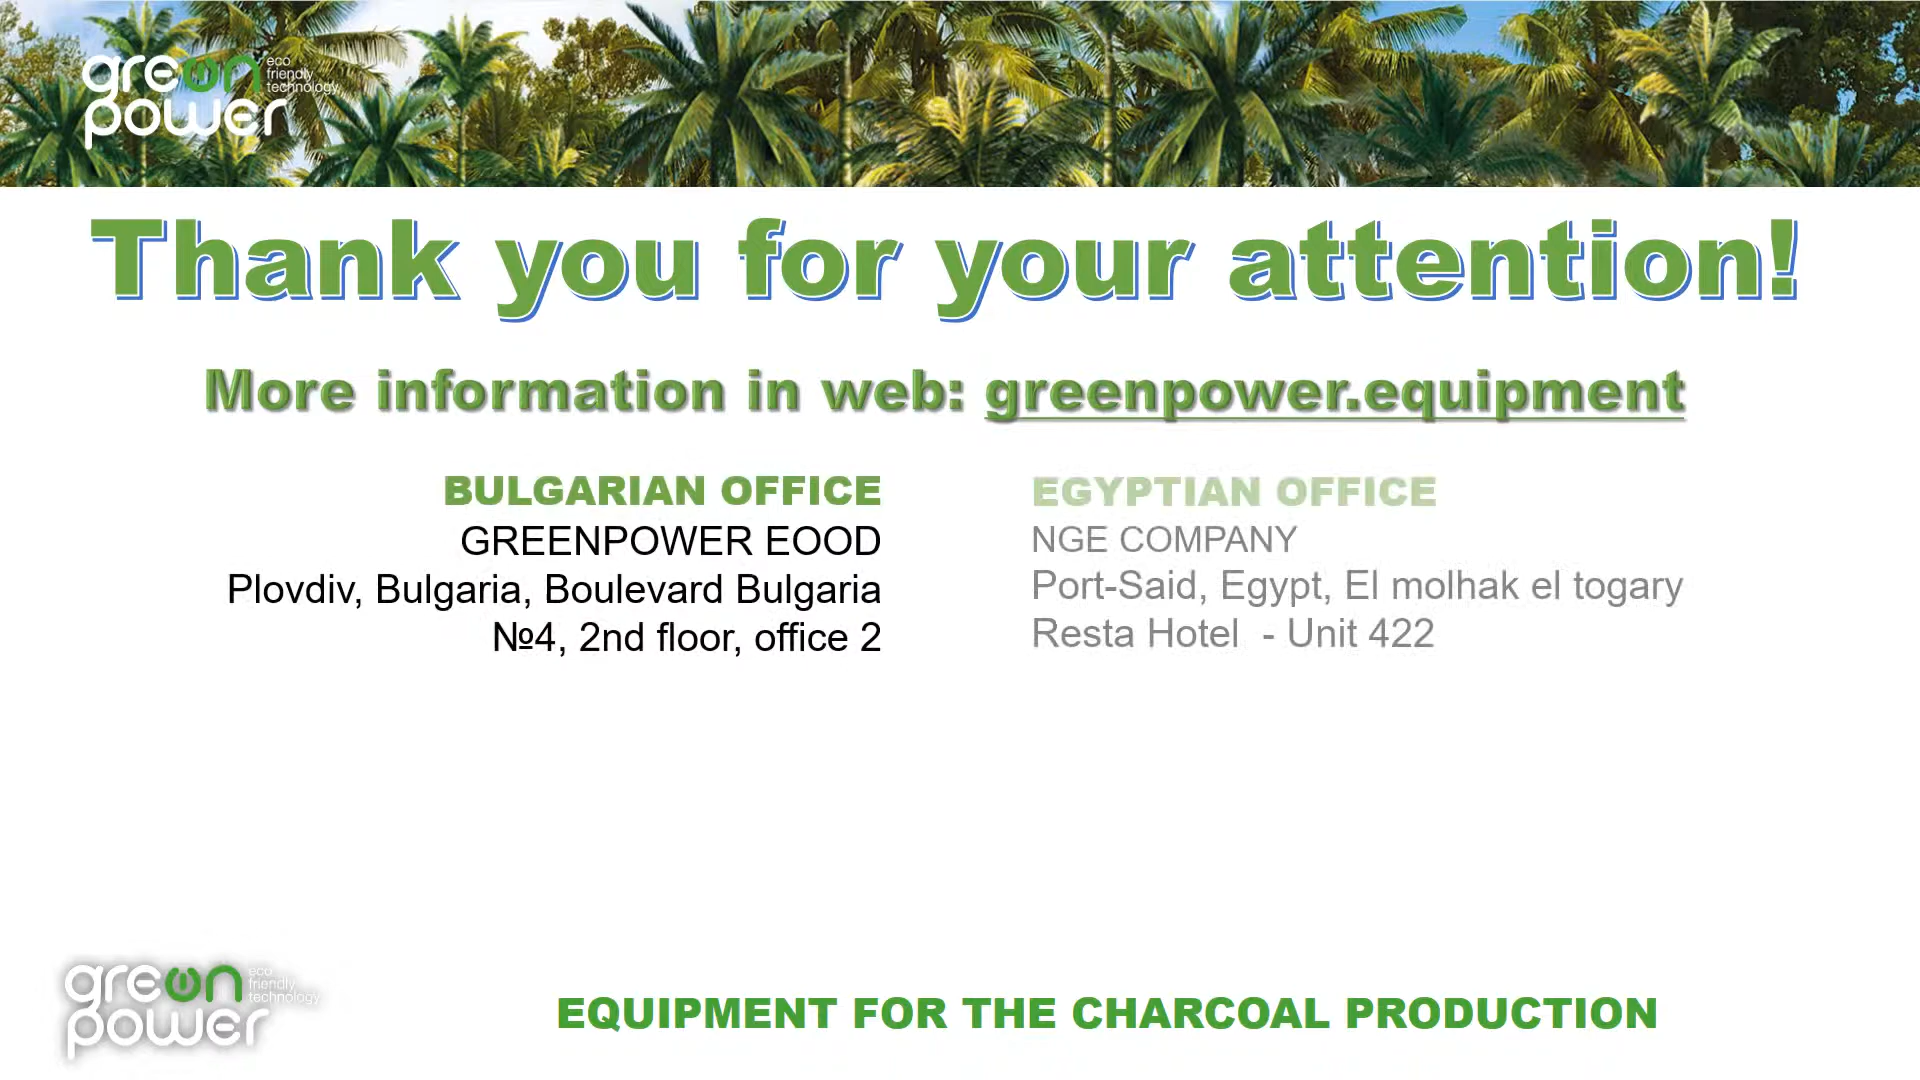 green eco friendly technology
power
Thank you for your attention!
More information in web: greenpower.equipment
BULGARIAN OFFICE
GREENPOWER EOOD
Plovdiv, Bulgaria, Boulevard Bulgaria
№4, 2nd floor, office 2
EGYPTIAN OFFICE
NGE COMPANY
Port-Said, Egypt, El molhak el togary
Resta Hotel - Unit 422
green eco friendly technology
power
EQUIPMENT FOR THE CHARCOAL PRODUCTION